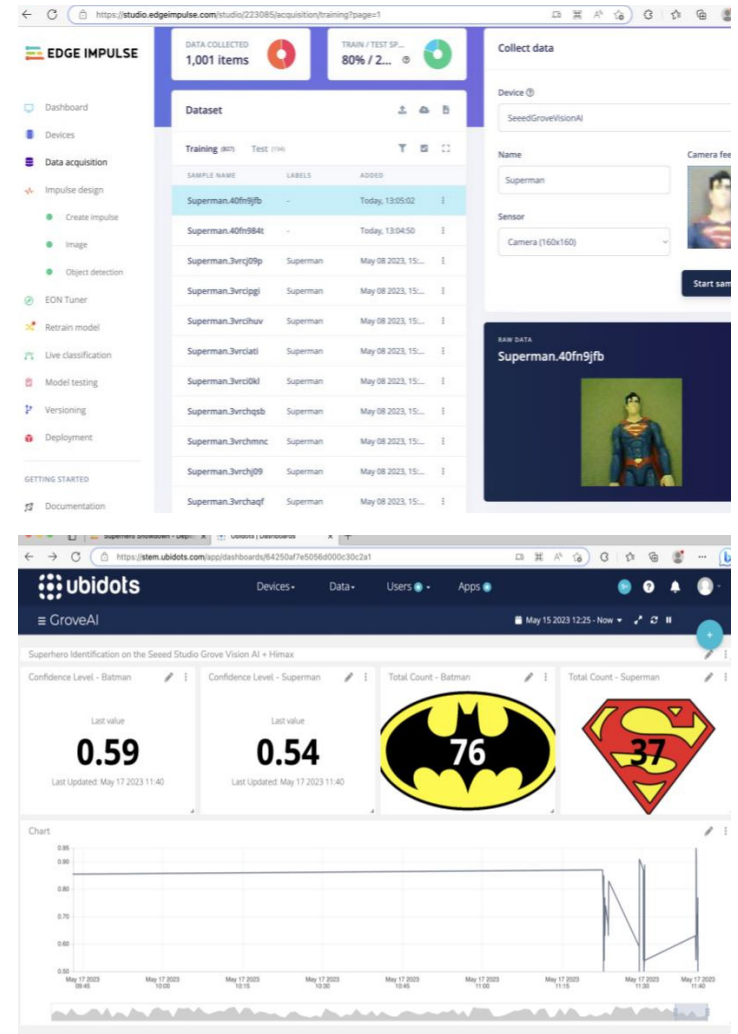 https://studio.edgeimpulse.com/studio/223085/acquisition/training?page=1
EDGE IMPULSE
Dashboard
Devices
Data acquisition
Impulse design
Create impulse
Image
Object detection
EON Tuner
Retrain model
Live classification
Model testing
Versioning
Deployment
GETTING STARTED
Documentation
DATA COLLECTED
1,001 items
TRAIN / TEST SP...
80% / 2...
Dataset
Training (807) Test (194)
SAMPLE NAME LABELS ADDED
Superman.40fn9jfb - Today, 13:05:02
Superman.40fn984t - Today, 13:04:50
Superman.3vrcj09p Superman May 08 2023, 15:...
Superman.3vrcipgi Superman May 08 2023, 15:...
Superman.3vrcihuv Superman May 08 2023, 15:...
Superman.3vrciati Superman May 08 2023, 15:...
Superman.3vrci0kl Superman May 08 2023, 15:...
Superman.3vrchqsb Superman May 08 2023, 15:...
Superman.3vrchmnc Superman May 08 2023, 15:...
Superman.3vrchj09 Superman May 08 2023, 15:...
Superman.3vrchaqf Superman May 08 2023, 15:...
Collect data
Device
SeeedGroveVisionAI
Name
Camera fee
Superman
Sensor
Camera (160x160)
Start sam
RAW DATA
Superman.40fn9jfb
Ubidots | Dashboards
https://stem.ubidots.com/app/dashboards/64250af7e5056d000c30c2a1
ubidots
Devices Data Users Apps
GroveAI
May 15 2023 12:25 - Now
Superhero Identification on the Seeed Studio Grove Vision AI + Himax
Confidence Level - Batman
Last value
0.59
Last Updated: May 17 2023 11:40
Confidence Level - Superman
Last value
0.54
Last Updated: May 17 2023 11:40
Total Count - Batman
76
Total Count - Superman
37
Chart
0.95
0.90
0.80
0.70
0.60
0.50
May 17 2023 09:45
May 17 2023 10:00
May 17 2023 10:15
May 17 2023 10:30
May 17 2023 10:45
May 17 2023 11:00
May 17 2023 11:15
May 17 2023 11:30
May 17 2023 11:40